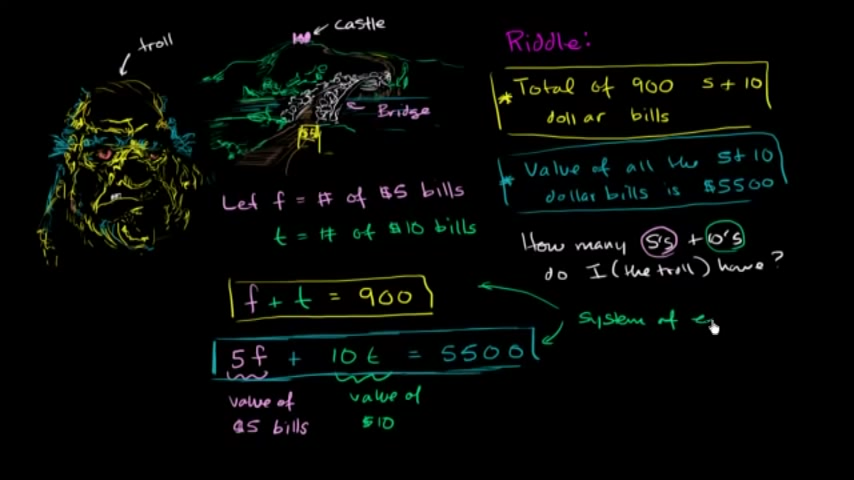 castle
troll
$5
Bridge
Riddle:
* Total of 900 5 + 10
dollar bills
* Value of all the 5 + 10
dollar bills is $5500
How many 5's + 10's
do I (the troll) have?
Let f = # of $5 bills
t = # of $10 bills
f + t = 900
5f + 10t = 5500
system of e
value of
$5 bills
value of
$10